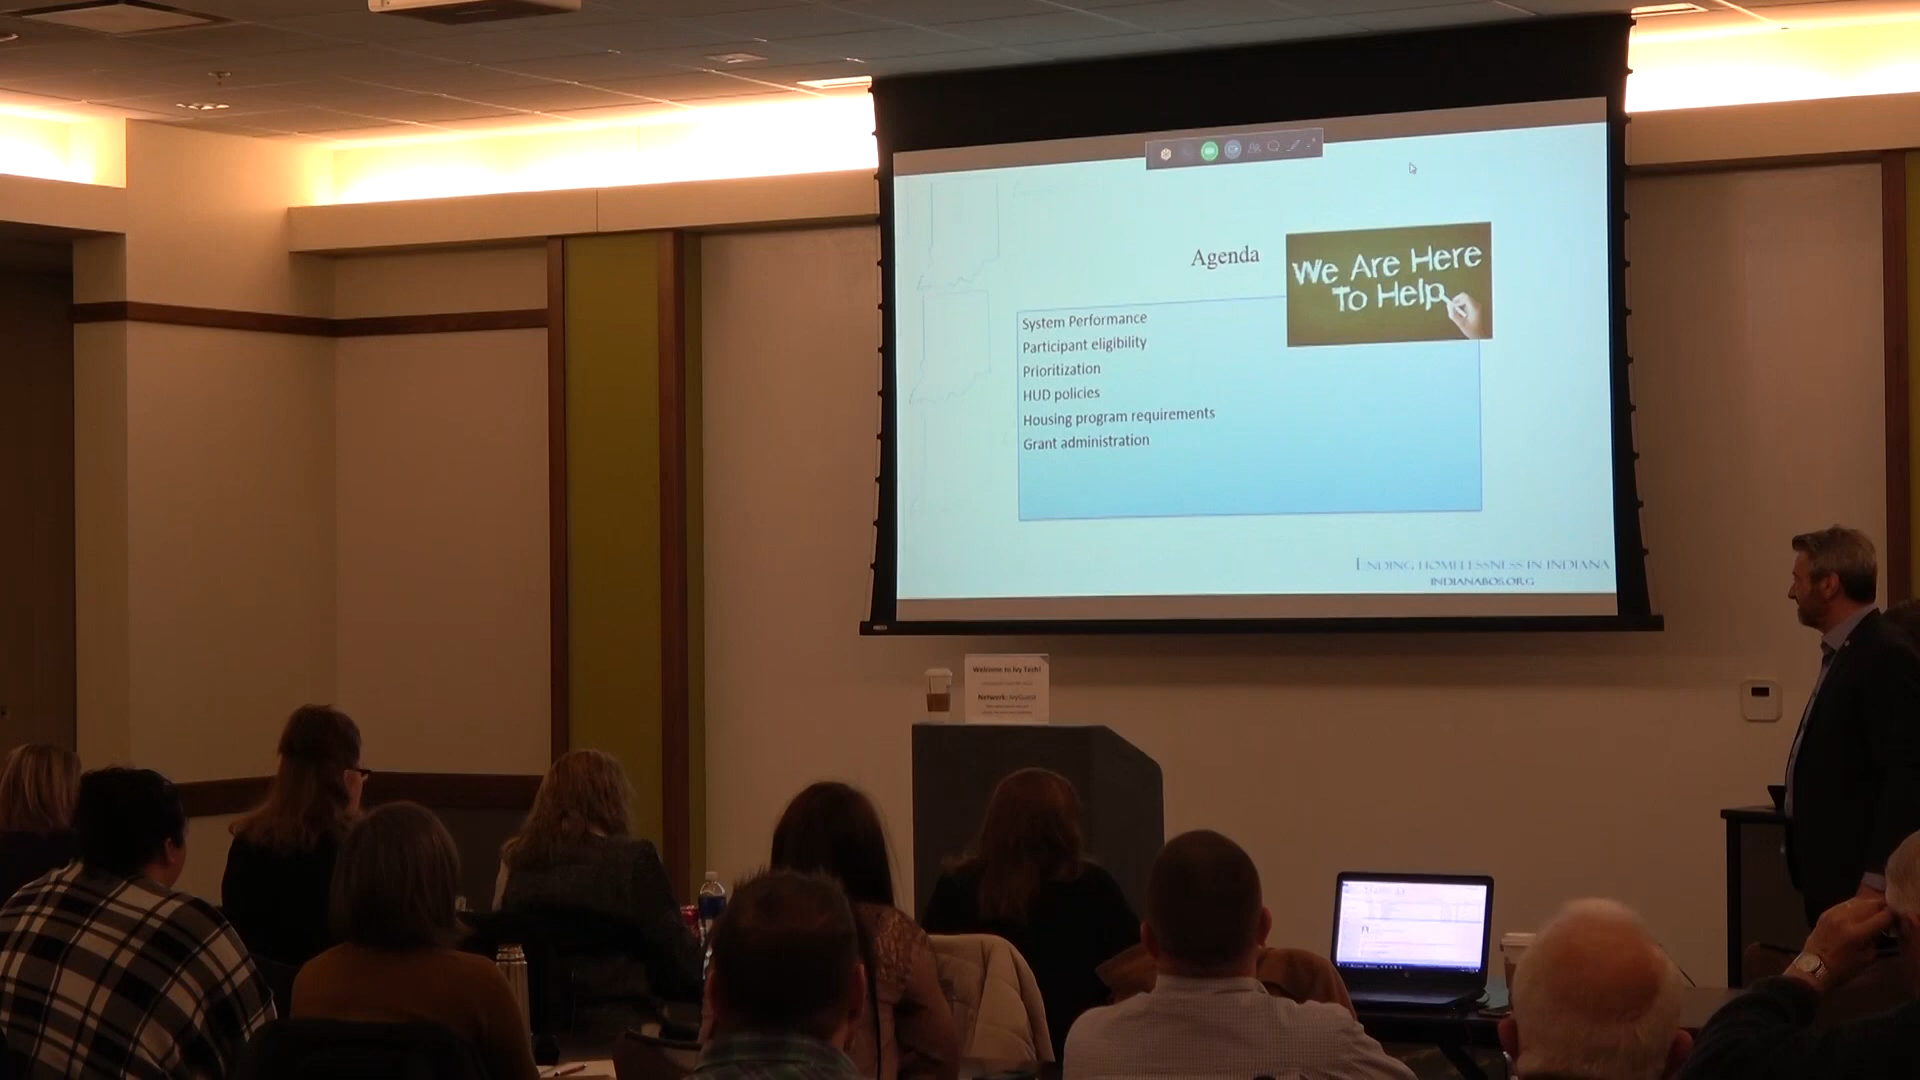 Agenda
We Are Here
To Help
System Performance
Participant eligibility
Prioritization
HUD policies
Housing program requirements
Grant administration
ENDING HOMELESSNESS IN INDIANA
INDIANABOS.ORG
Welcome to Ivy Tech!
Network: IvyGuest